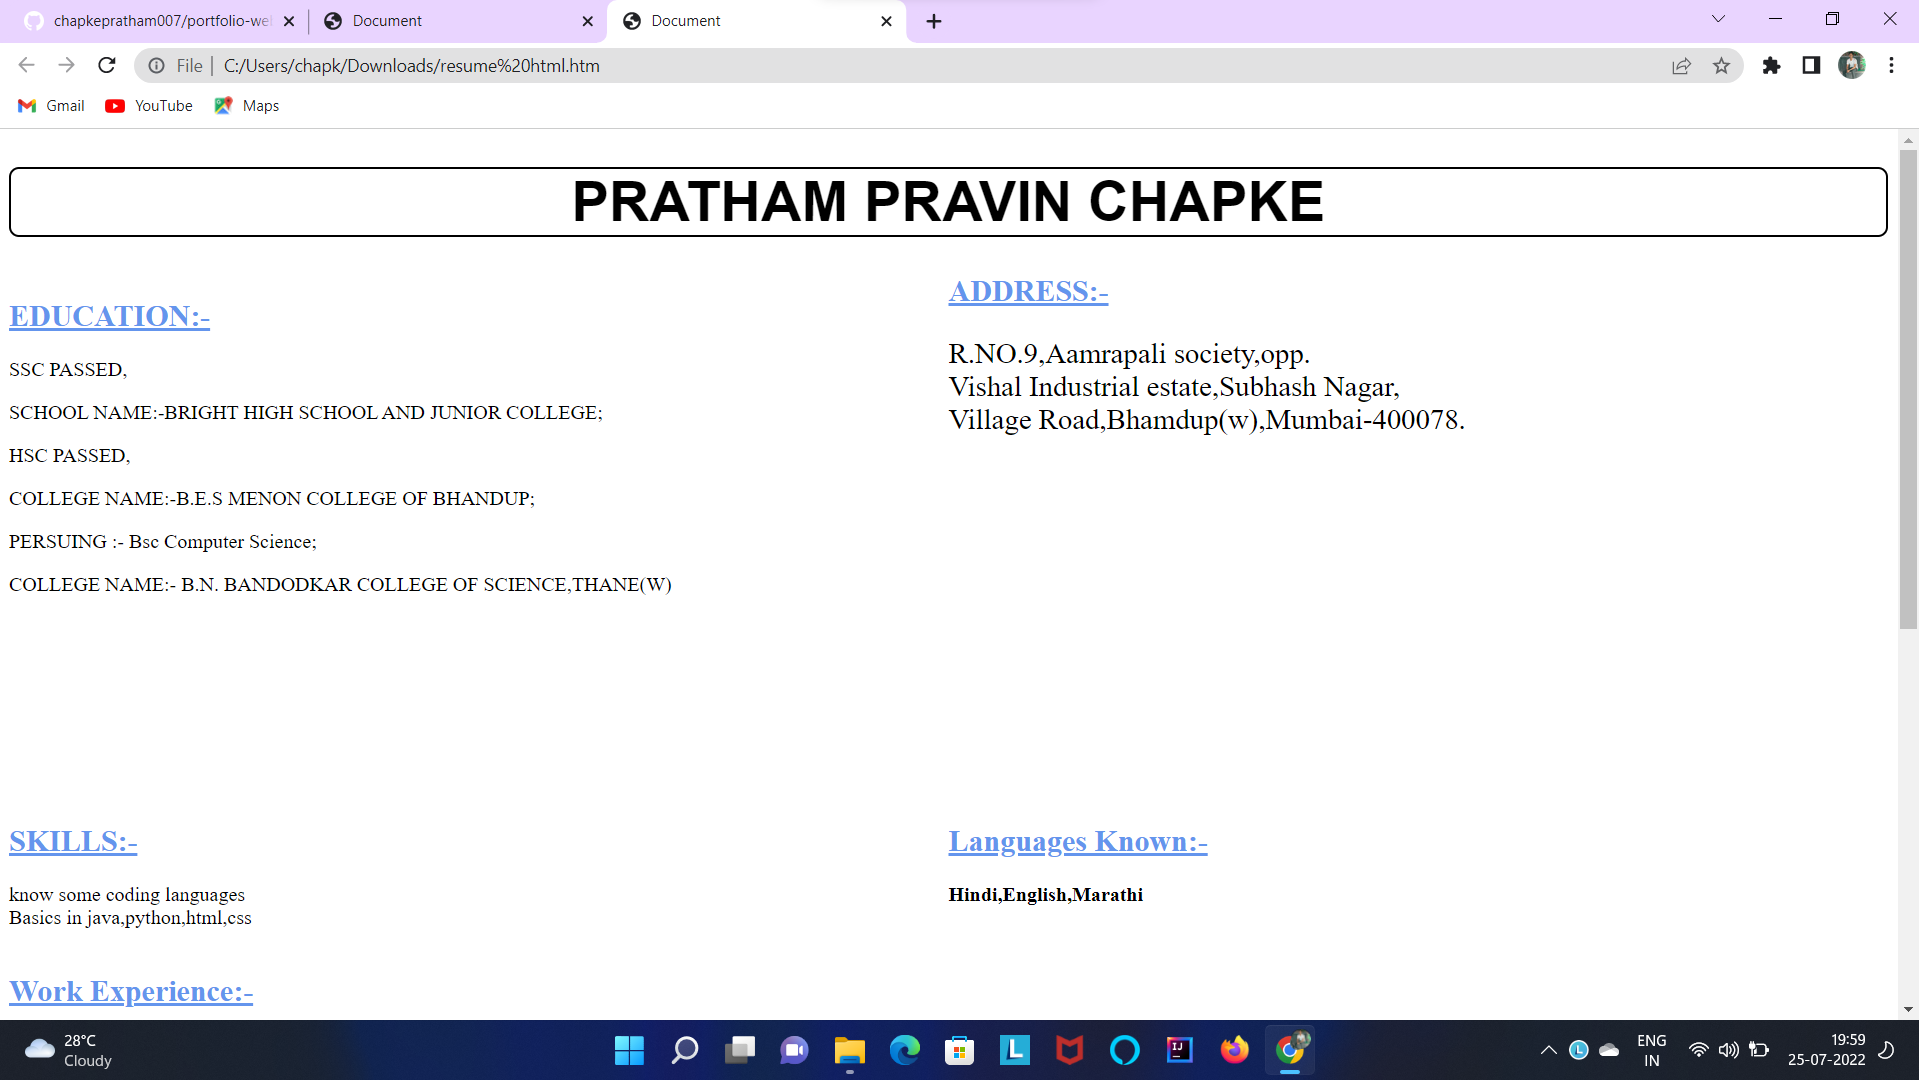 chapkepratham007/portfolio-we
Document
Document
File
C:/Users/chapk/Downloads/resume%20html.htm
Gmail
YouTube
Maps
PRATHAM PRAVIN CHAPKE
EDUCATION:-
SSC PASSED,
SCHOOL NAME:-BRIGHT HIGH SCHOOL AND JUNIOR COLLEGE;
HSC PASSED,
COLLEGE NAME:-B.E.S MENON COLLEGE OF BHANDUP;
PERSUING :- Bsc Computer Science;
COLLEGE NAME:- B.N. BANDODKAR COLLEGE OF SCIENCE,THANE(W)
ADDRESS:-
R.NO.9,Aamrapali society,opp.
Vishal Industrial estate,Subhash Nagar,
Village Road,Bhamdup(w),Mumbai-400078.
SKILLS:-
know some coding languages
Basics in java,python,html,css
Languages Known:-
Hindi,English,Marathi
Work Experience:-
28°C
Cloudy
ENG
IN
19:59
25-07-2022